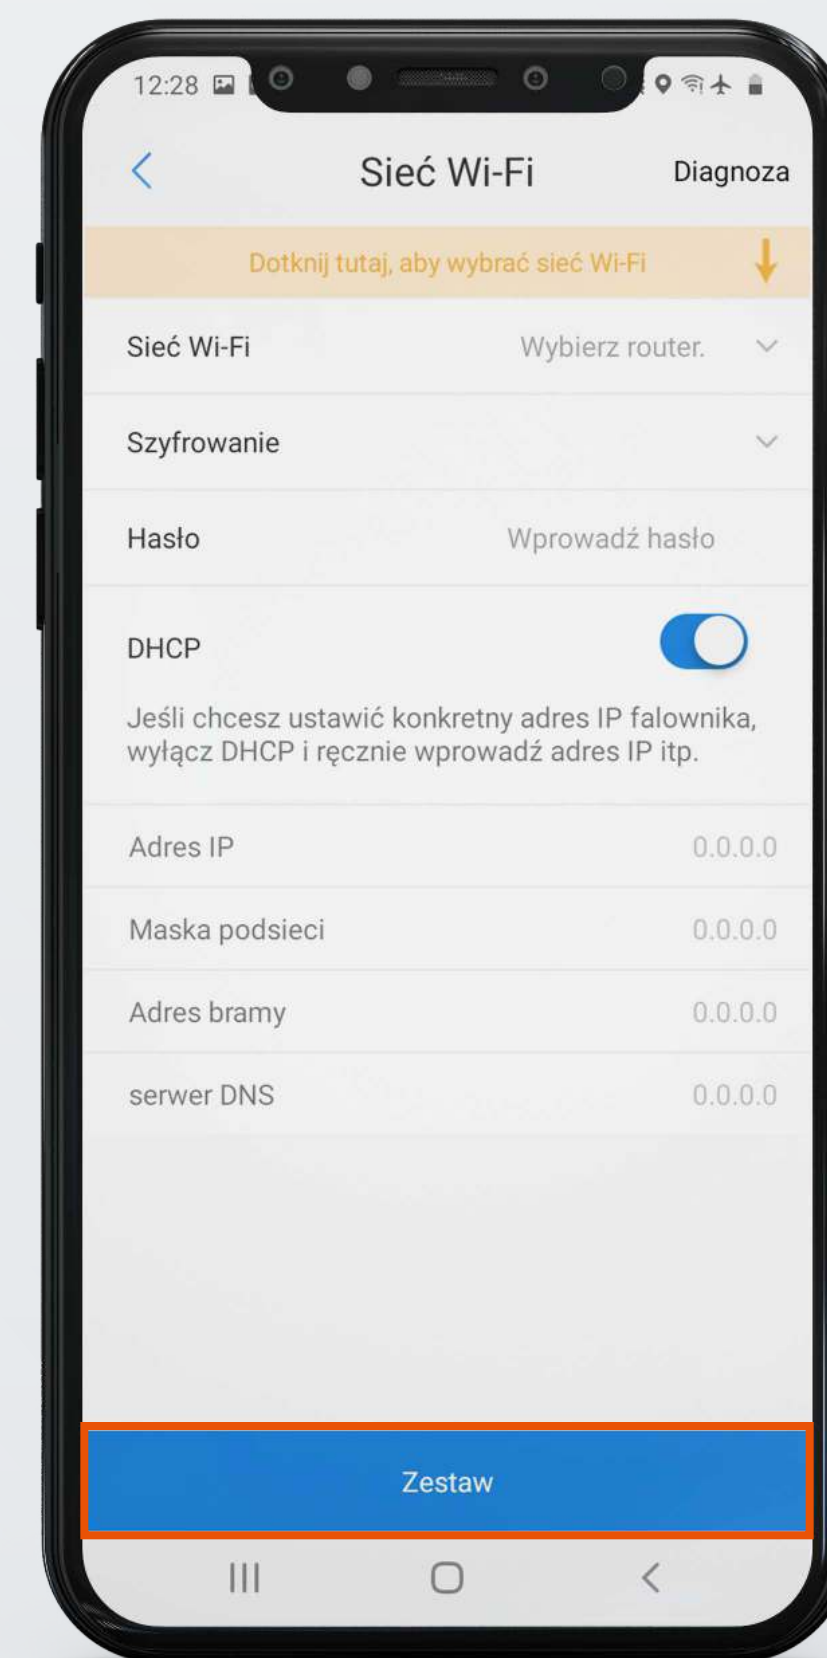 12:28
Sieć Wi-Fi
Diagnoza
Dotknij tutaj, aby wybrać sieć Wi-Fi
Sieć Wi-Fi Wybierz router.
Szyfrowanie
Hasło Wprowadź hasło
DHCP
Jeśli chcesz ustawić konkretny adres IP falownika,
wyłącz DHCP i ręcznie wprowadź adres IP itp.
Adres IP 0.0.0.0
Maska podsieci 0.0.0.0
Adres bramy 0.0.0.0
serwer DNS 0.0.0.0
Zestaw